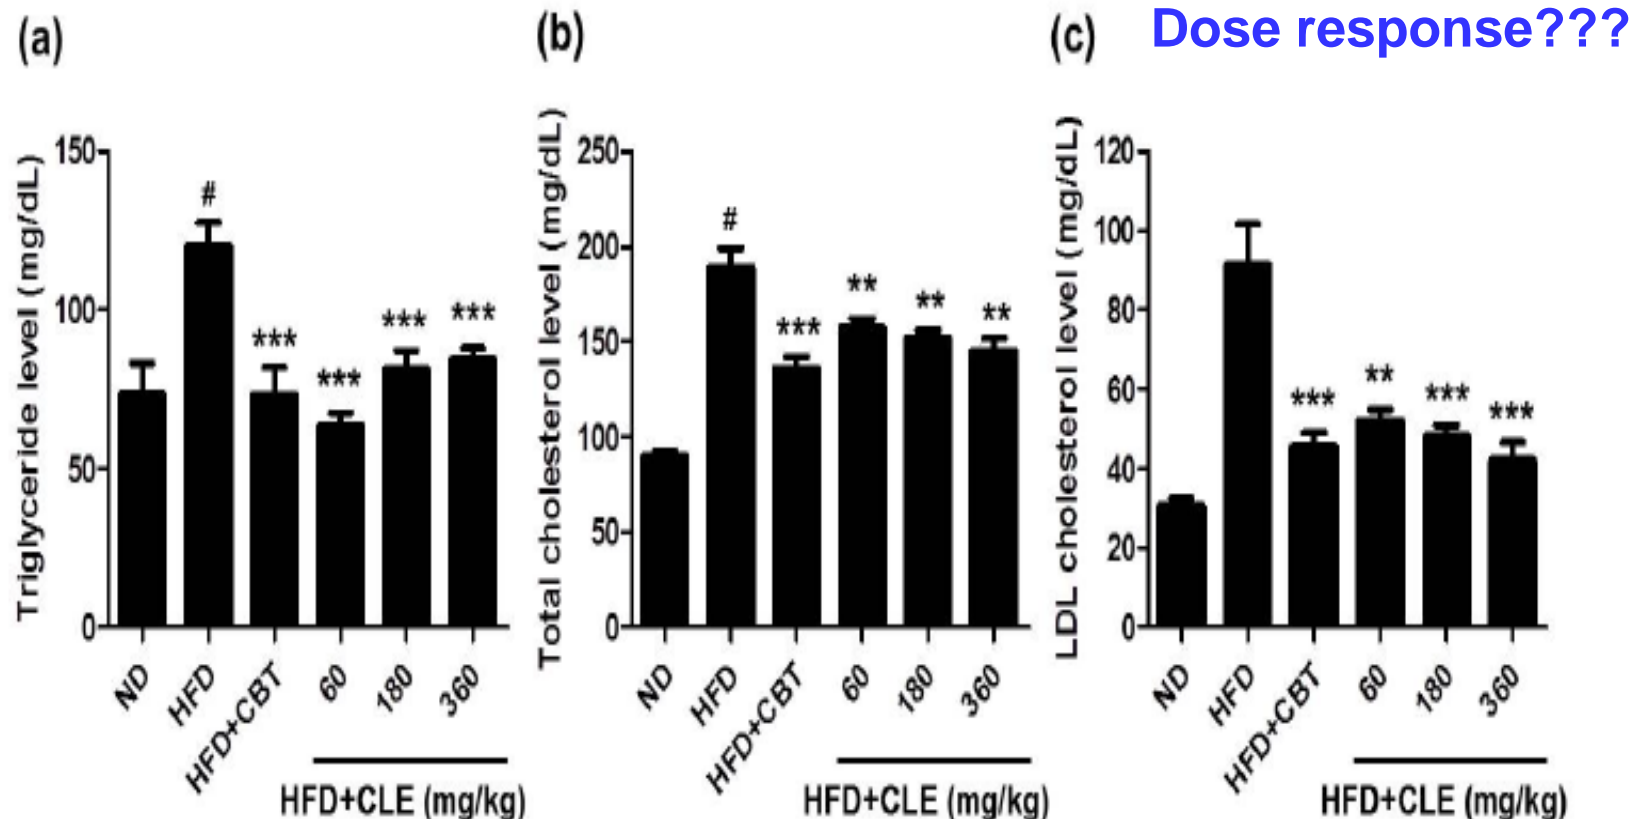 (a)
(b)
(c)
Dose response???
Triglyceride level (mg/dL)
150
100
50
0
#
***
***
***
***
ND
HFD
HFD+CBT
60
180
360
HFD+CLE (mg/kg)
Total cholesterol level (mg/dL)
250
200
150
100
50
0
#
***
**
**
**
ND
HFD
HFD+CBT
60
180
360
HFD+CLE (mg/kg)
LDL cholesterol level (mg/dL)
120
100
80
60
40
20
0
***
**
***
***
ND
HFD
HFD+CBT
60
180
360
HFD+CLE (mg/kg)